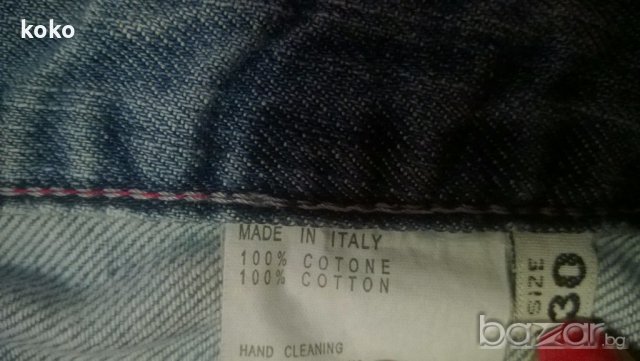 koko
MADE IN ITALY
100% COTONE
100% COTTON
HAND CLEANING
SIZE
30
bazar.bg